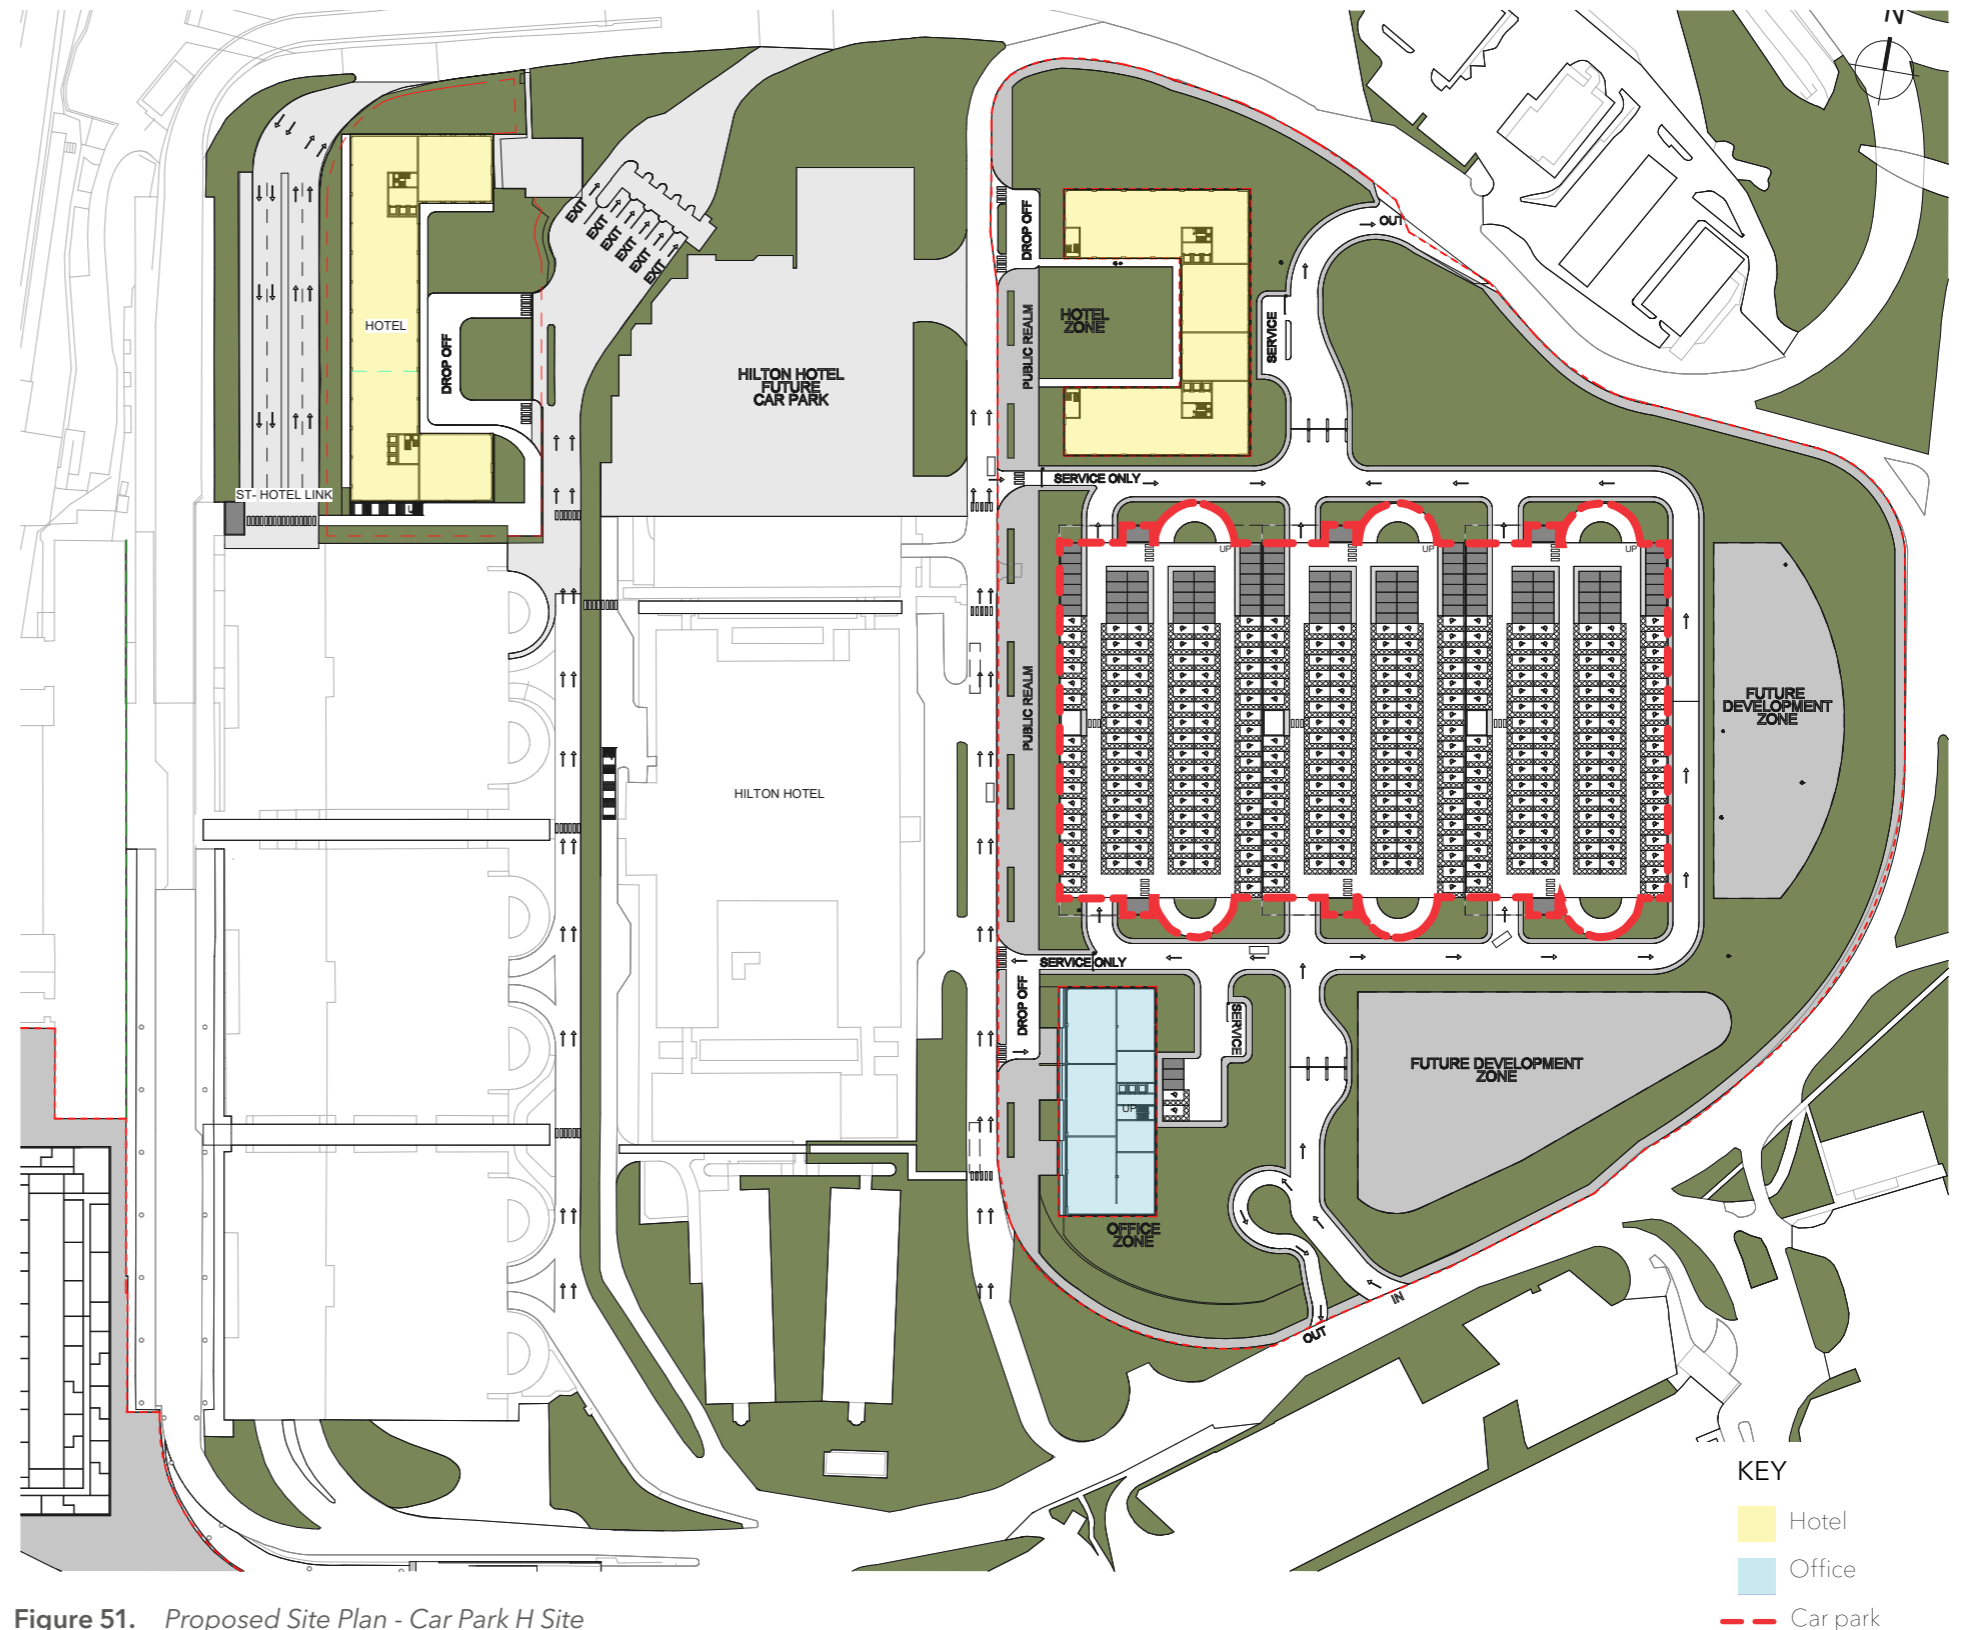 N
OUT
EXIT
EXIT
EXIT
EXIT
EXIT
EXIT
DROP OFF
HOTEL
DROP OFF
HILTON HOTEL
FUTURE
CAR PARK
PUBLIC REALM
HOTEL
ZONE
SERVICE
SERVICE ONLY
ST- HOTEL LINK
UP
UP
UP
FUTURE
DEVELOPMENT
ZONE
PUBLIC REALM
HILTON HOTEL
SERVICE ONLY
DROP OFF
SERVICE
FUTURE DEVELOPMENT
ZONE
UP
OFFICE
ZONE
IN
OUT
KEY
Hotel
Office
Car park
Figure 51. Proposed Site Plan - Car Park H Site